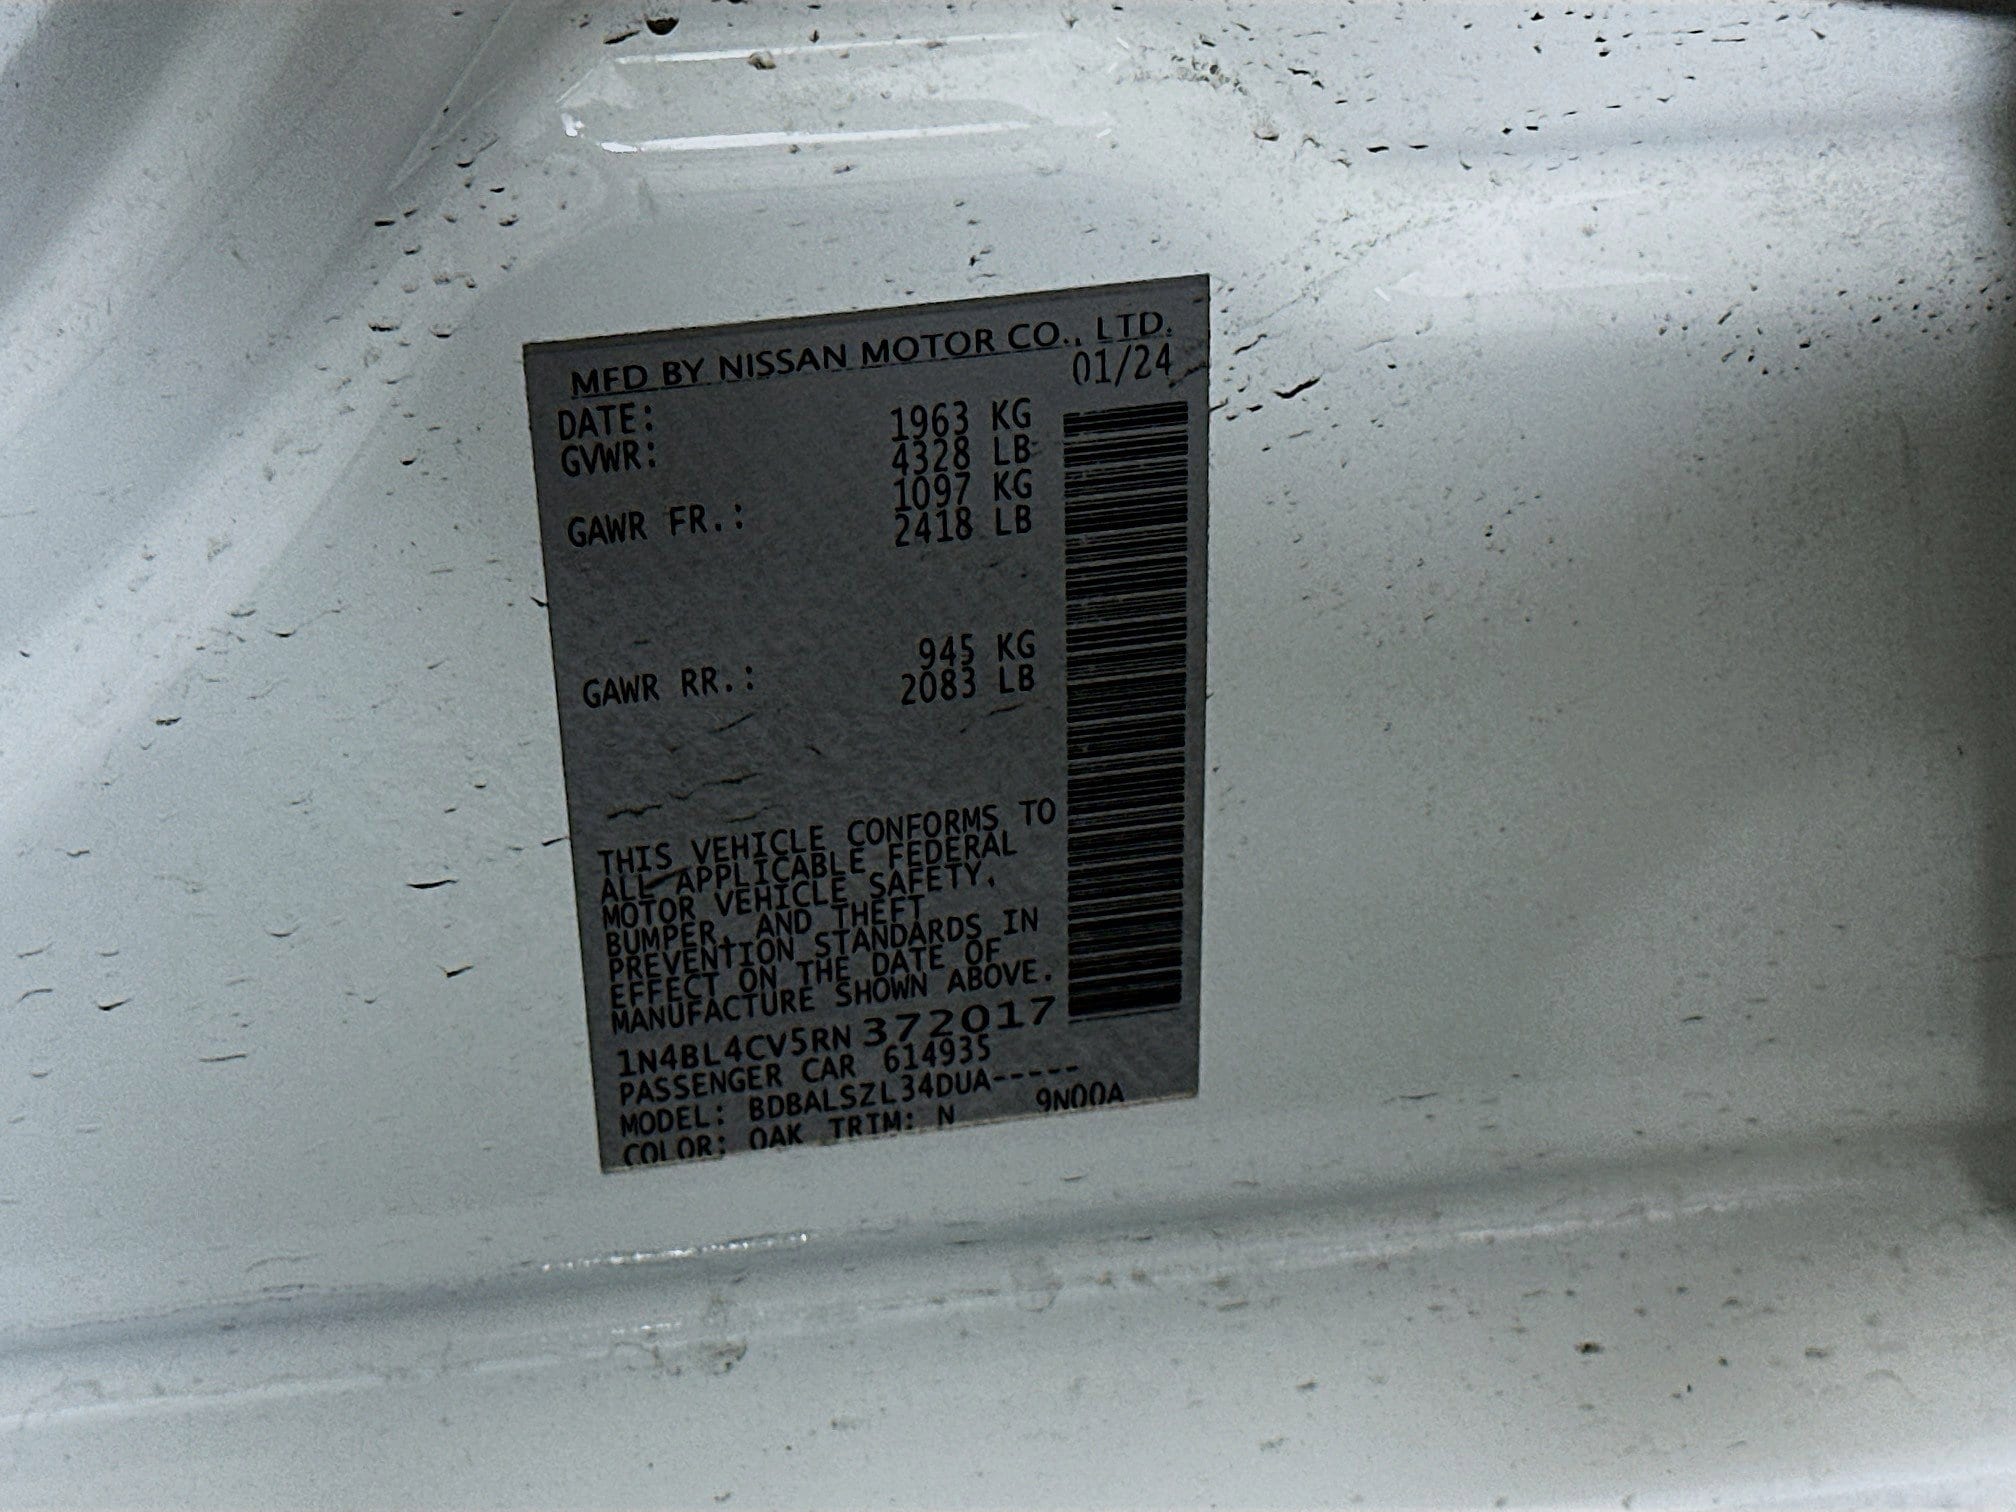 MFD BY NISSAN MOTOR CO., LTD.
DATE: 01/24
GVWR: 1963 KG
4328 LB
GAWR FR.: 1097 KG
2418 LB
GAWR RR.: 945 KG
2083 LB
THIS VEHICLE CONFORMS TO
ALL APPLICABLE FEDERAL
MOTOR VEHICLE SAFETY,
BUMPER, AND THEFT
PREVENTION STANDARDS IN
EFFECT ON THE DATE OF
MANUFACTURE SHOWN ABOVE.
1N4BL4CV5RN372017
PASSENGER CAR 614935
MODEL: BDBALSZL34DUA-----
COLOR: QAK TRIM: N 9N00A